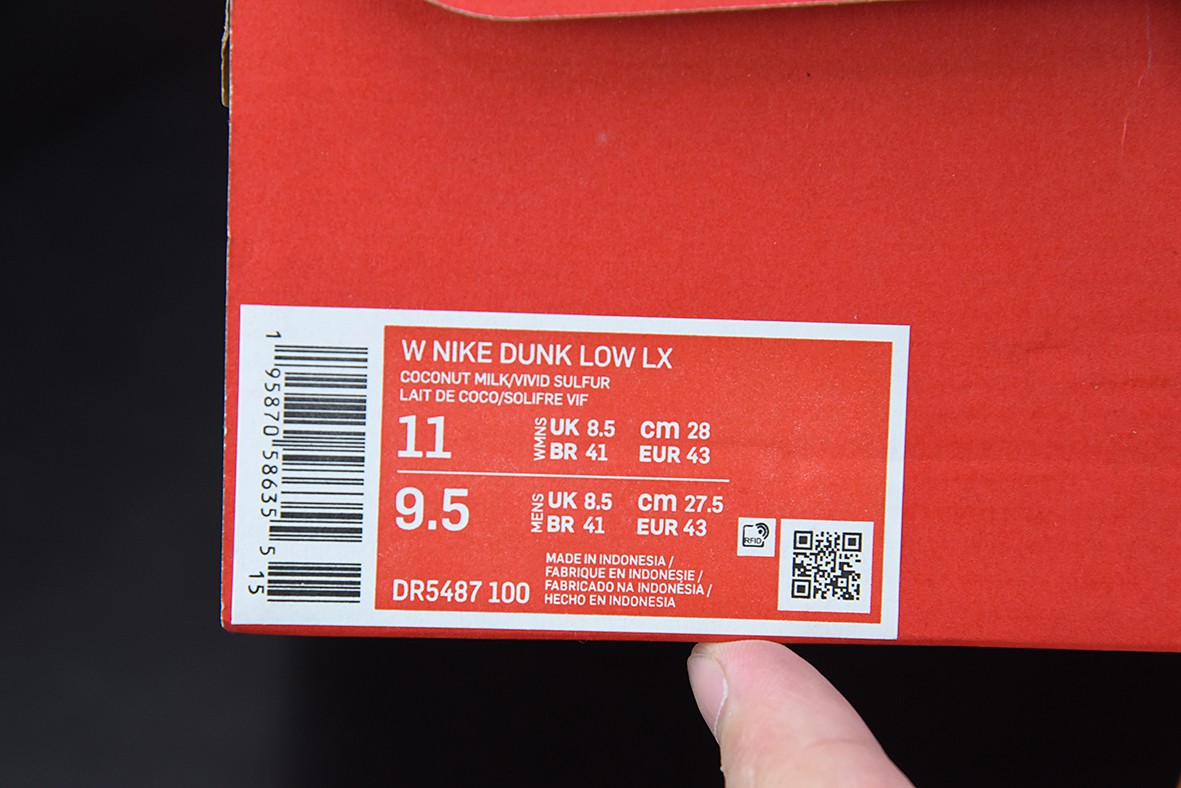 W NIKE DUNK LOW LX
COCONUT MILK/VIVID SULFUR
LAIT DE COCO/SOLIFRE VIF
11
WMNS
UK 8.5 cm 28
BR 41 EUR 43
9.5
MENS
UK 8.5 cm 27.5
BR 41 EUR 43
RFID
MADE IN INDONESIA /
FABRIQUE EN INDONESIE /
FABRICADO NA INDONÉSIA /
HECHO EN INDONESIA
DR5487 100
1 95870 58635 5 15